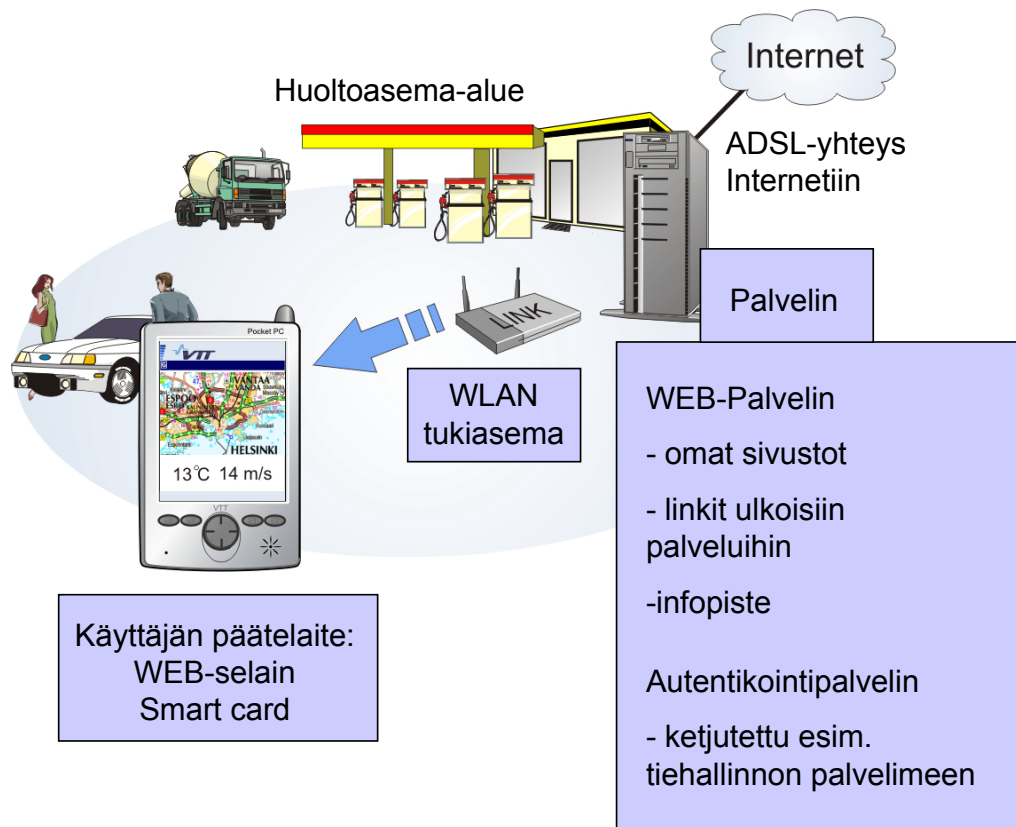 Internet
Huoltoasema-alue
ADSL-yhteys
Internetiin
Palvelin
LINK
Pocket PC
VTT
VANTAA
VANDA
ESPOO
ESBO
HELSINKI
13°C 14 m/s
VTT
WLAN
tukiasema
WEB-Palvelin
- omat sivustot
- linkit ulkoisiin
palveluihin
-infopiste
Autentikointipalvelin
- ketjutettu esim.
tiehallinnon palvelimeen
Käyttäjän päätelaite:
WEB-selain
Smart card